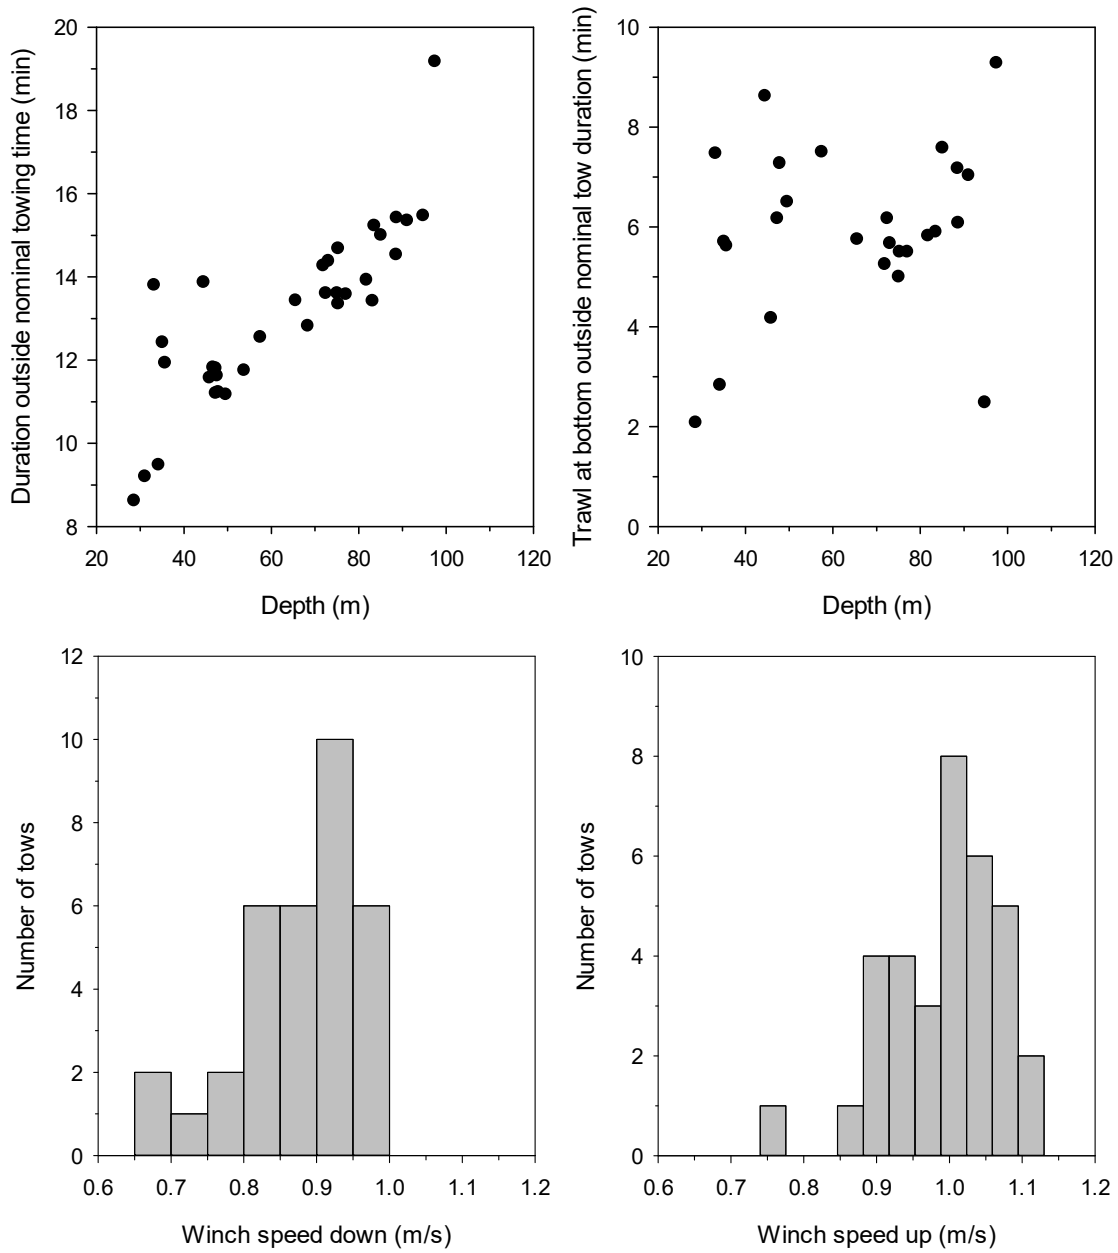 Duration outside nominal towing time (min)
20
18
16
14
12
10
8
20 40 60 80 100 120
Depth (m)
Trawl at bottom outside nominal tow duration (min)
10
8
6
4
2
0
20 40 60 80 100 120
Depth (m)
Number of tows
12
10
8
6
4
2
0
0.6 0.7 0.8 0.9 1.0 1.1 1.2
Winch speed down (m/s)
Number of tows
10
8
6
4
2
0
0.6 0.7 0.8 0.9 1.0 1.1 1.2
Winch speed up (m/s)